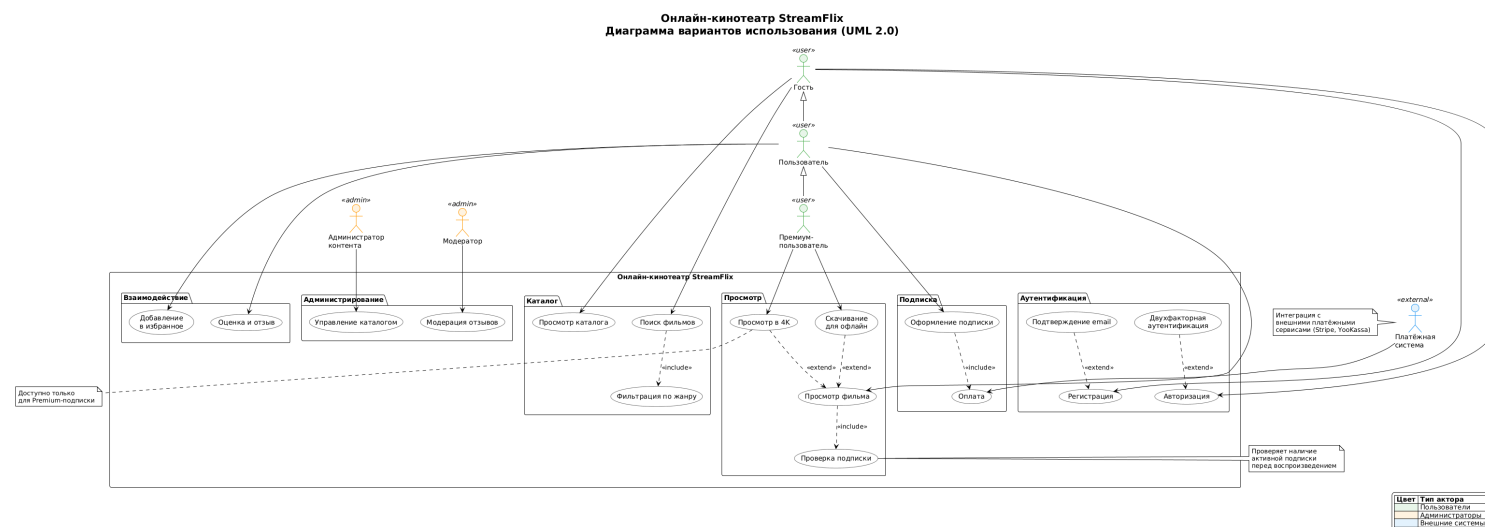 Онлайн-кинотеатр StreamFlix
Диаграмма вариантов использования (UML 2.0)
«user»
Гость
«user»
Пользователь
«admin»
Администратор
контента
«admin»
Модератор
«user»
Премиум-
пользователь
Онлайн-кинотеатр StreamFlix
Взаимодействие
Добавление
в избранное
Оценка и отзыв
Администрирование
Управление каталогом
Модерация отзывов
Каталог
Просмотр каталога
Поиск фильмов
«include»
Фильтрация по жанру
Просмотр
Просмотр в 4K
Скачивание
для офлайн
«extend»
«extend»
Просмотр фильма
«include»
Проверка подписки
Подписка
Оформление подписки
«include»
Оплата
Аутентификация
Подтверждение email
Двухфакторная
аутентификация
«extend»
«extend»
Регистрация
Авторизация
Интеграция с
внешними платёжными
сервисами (Stripe, YooKassa)
«external»
Платёжная
система
Доступно только
для Premium-подписки
Проверяет наличие
активной подписки
перед воспроизведением
Цвет Тип актора
Пользователи
Администраторы
Внешние системы